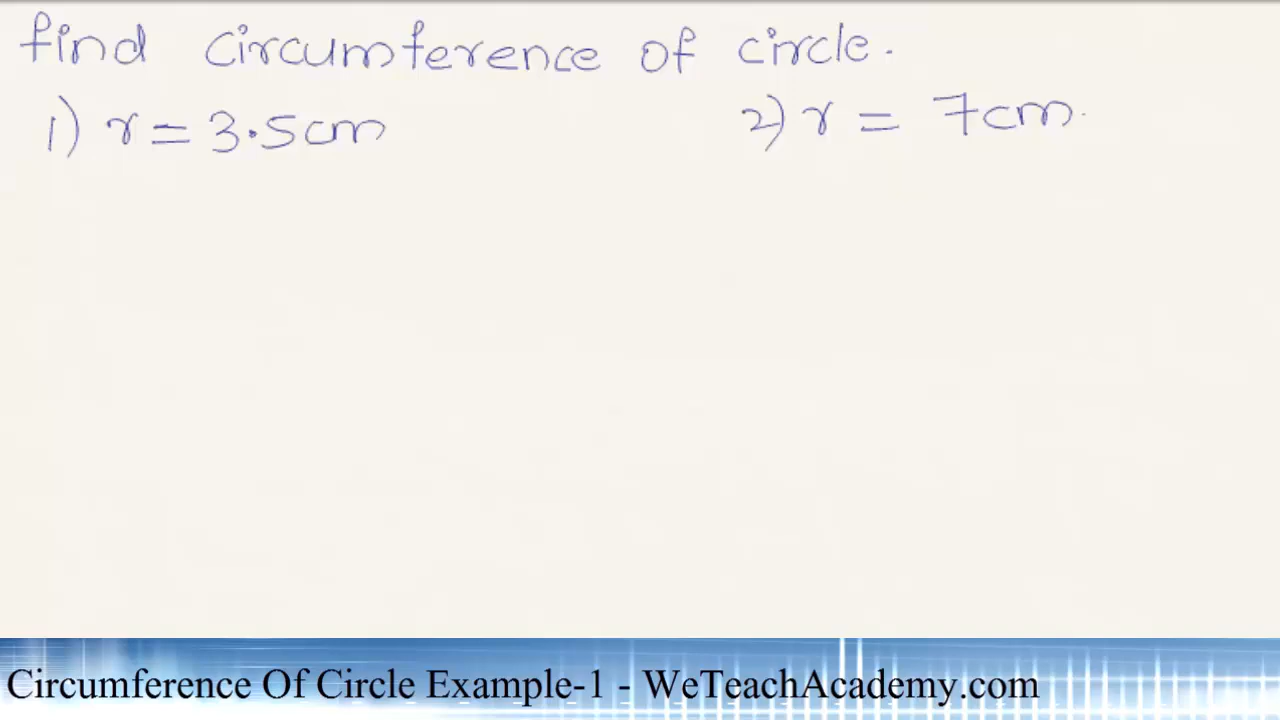 find circumference of circle.
1) r = 3.5cm 2) r = 7cm.
Circumference Of Circle Example-1 - WeTeachAcademy.com